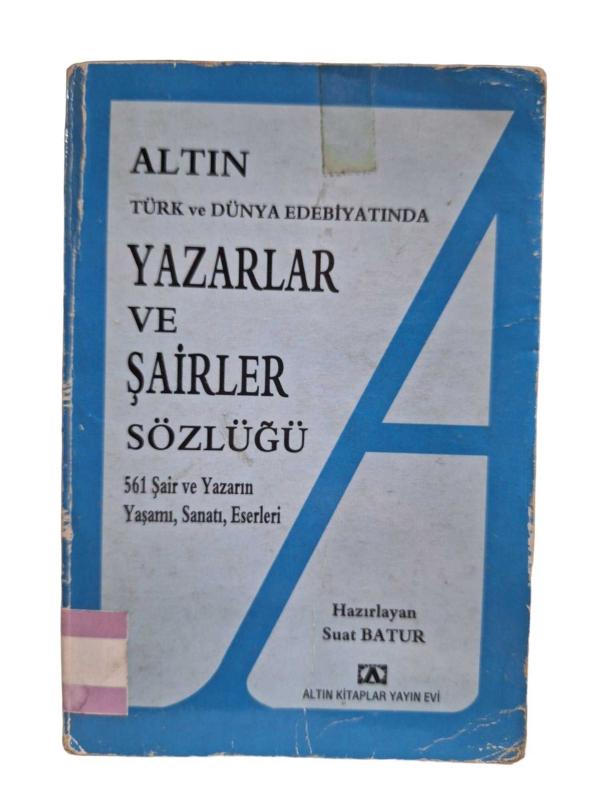 ALTIN
TÜRK ve DÜNYA EDEBİYATINDA
YAZARLAR
VE
ŞAİRLER
SÖZLÜĞÜ
561 Şair ve Yazarın
Yaşamı, Sanatı, Eserleri
Hazırlayan
Suat BATUR
ALTIN KİTAPLAR YAYIN EVİ